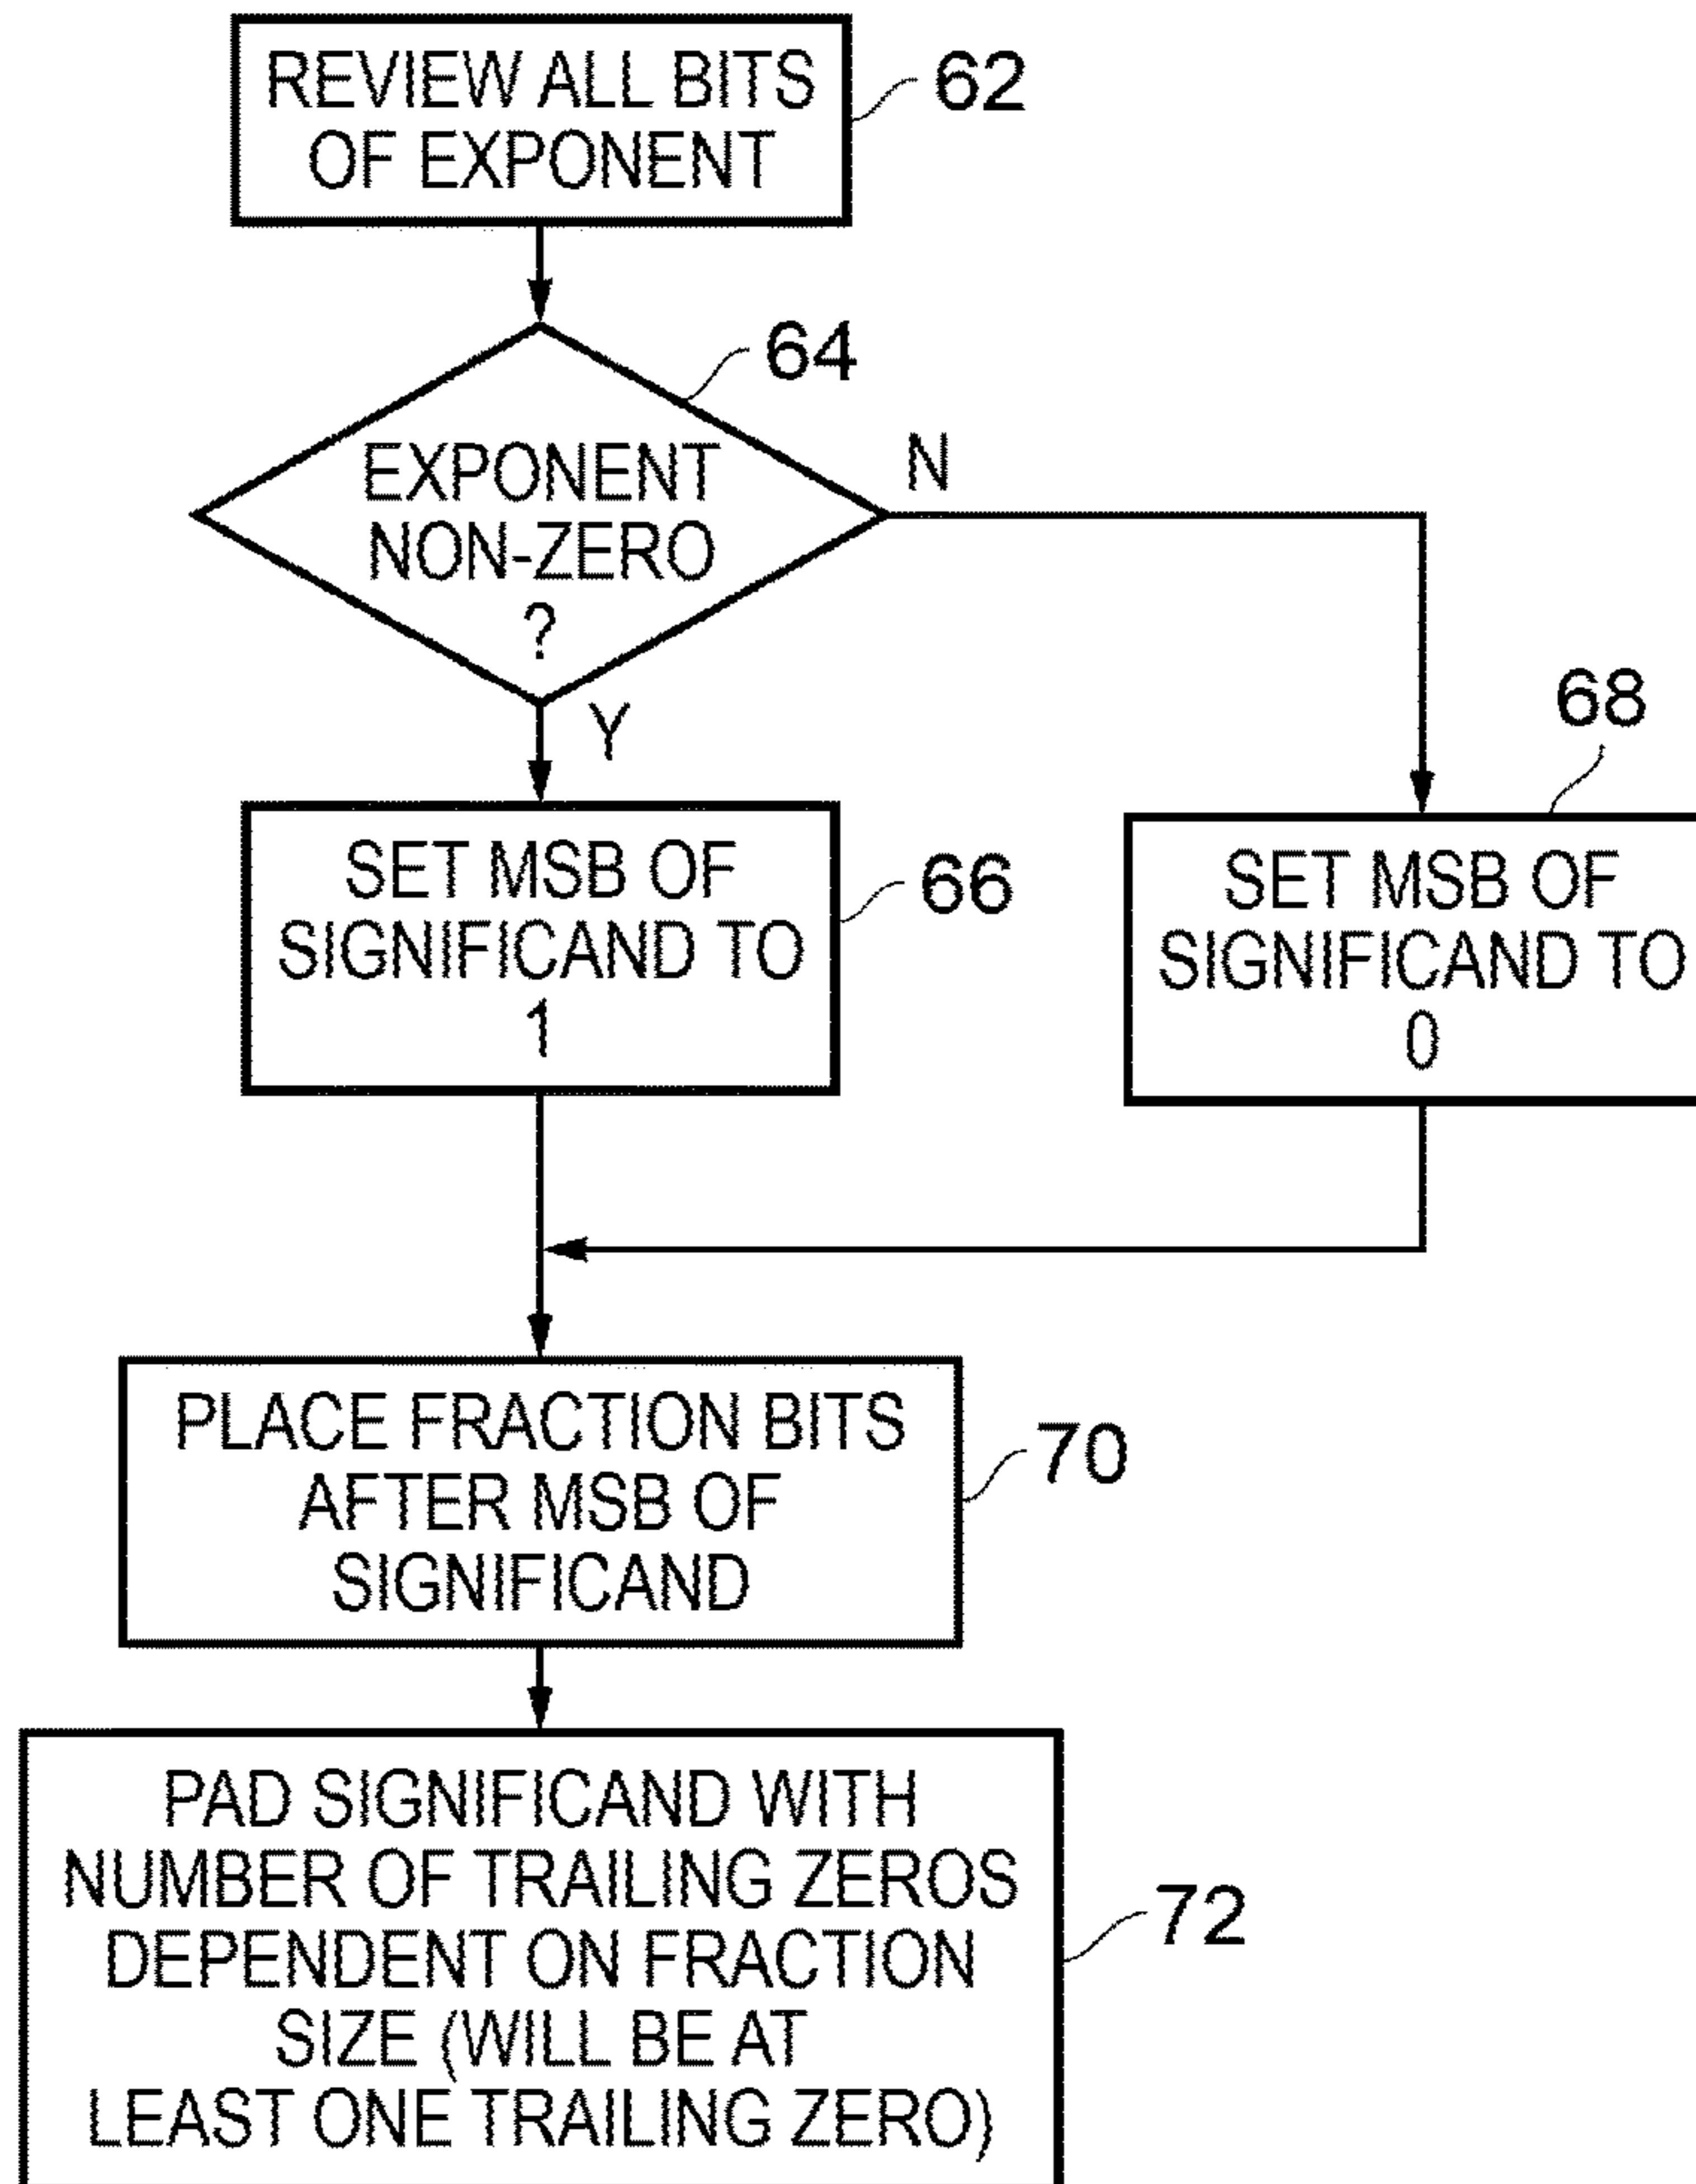 REVIEW ALL BITS
OF EXPONENT
62
64
EXPONENT
NON-ZERO
?
N
Y
68
SET MSB OF
SIGNIFICAND TO
1
66
SET MSB OF
SIGNIFICAND TO
0
PLACE FRACTION BITS
AFTER MSB OF
SIGNIFICAND
70
PAD SIGNIFICAND WITH
NUMBER OF TRAILING ZEROS
DEPENDENT ON FRACTION
SIZE (WILL BE AT
LEAST ONE TRAILING ZERO)
72